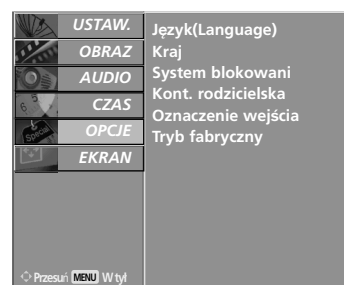 USTAW.
OBRAZ
AUDIO
CZAS
OPCJE
EKRAN
Język(Language)
Kraj
System blokowani
Kont. rodzicielska
Oznaczenie wejścia
Tryb fabryczny
Special
Przesuń MENU W tył